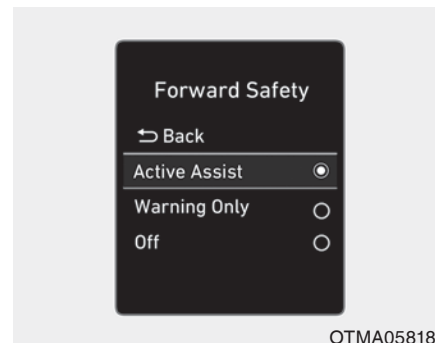 Forward Safety
Back
Active Assist
Warning Only
Off
OTMA05818